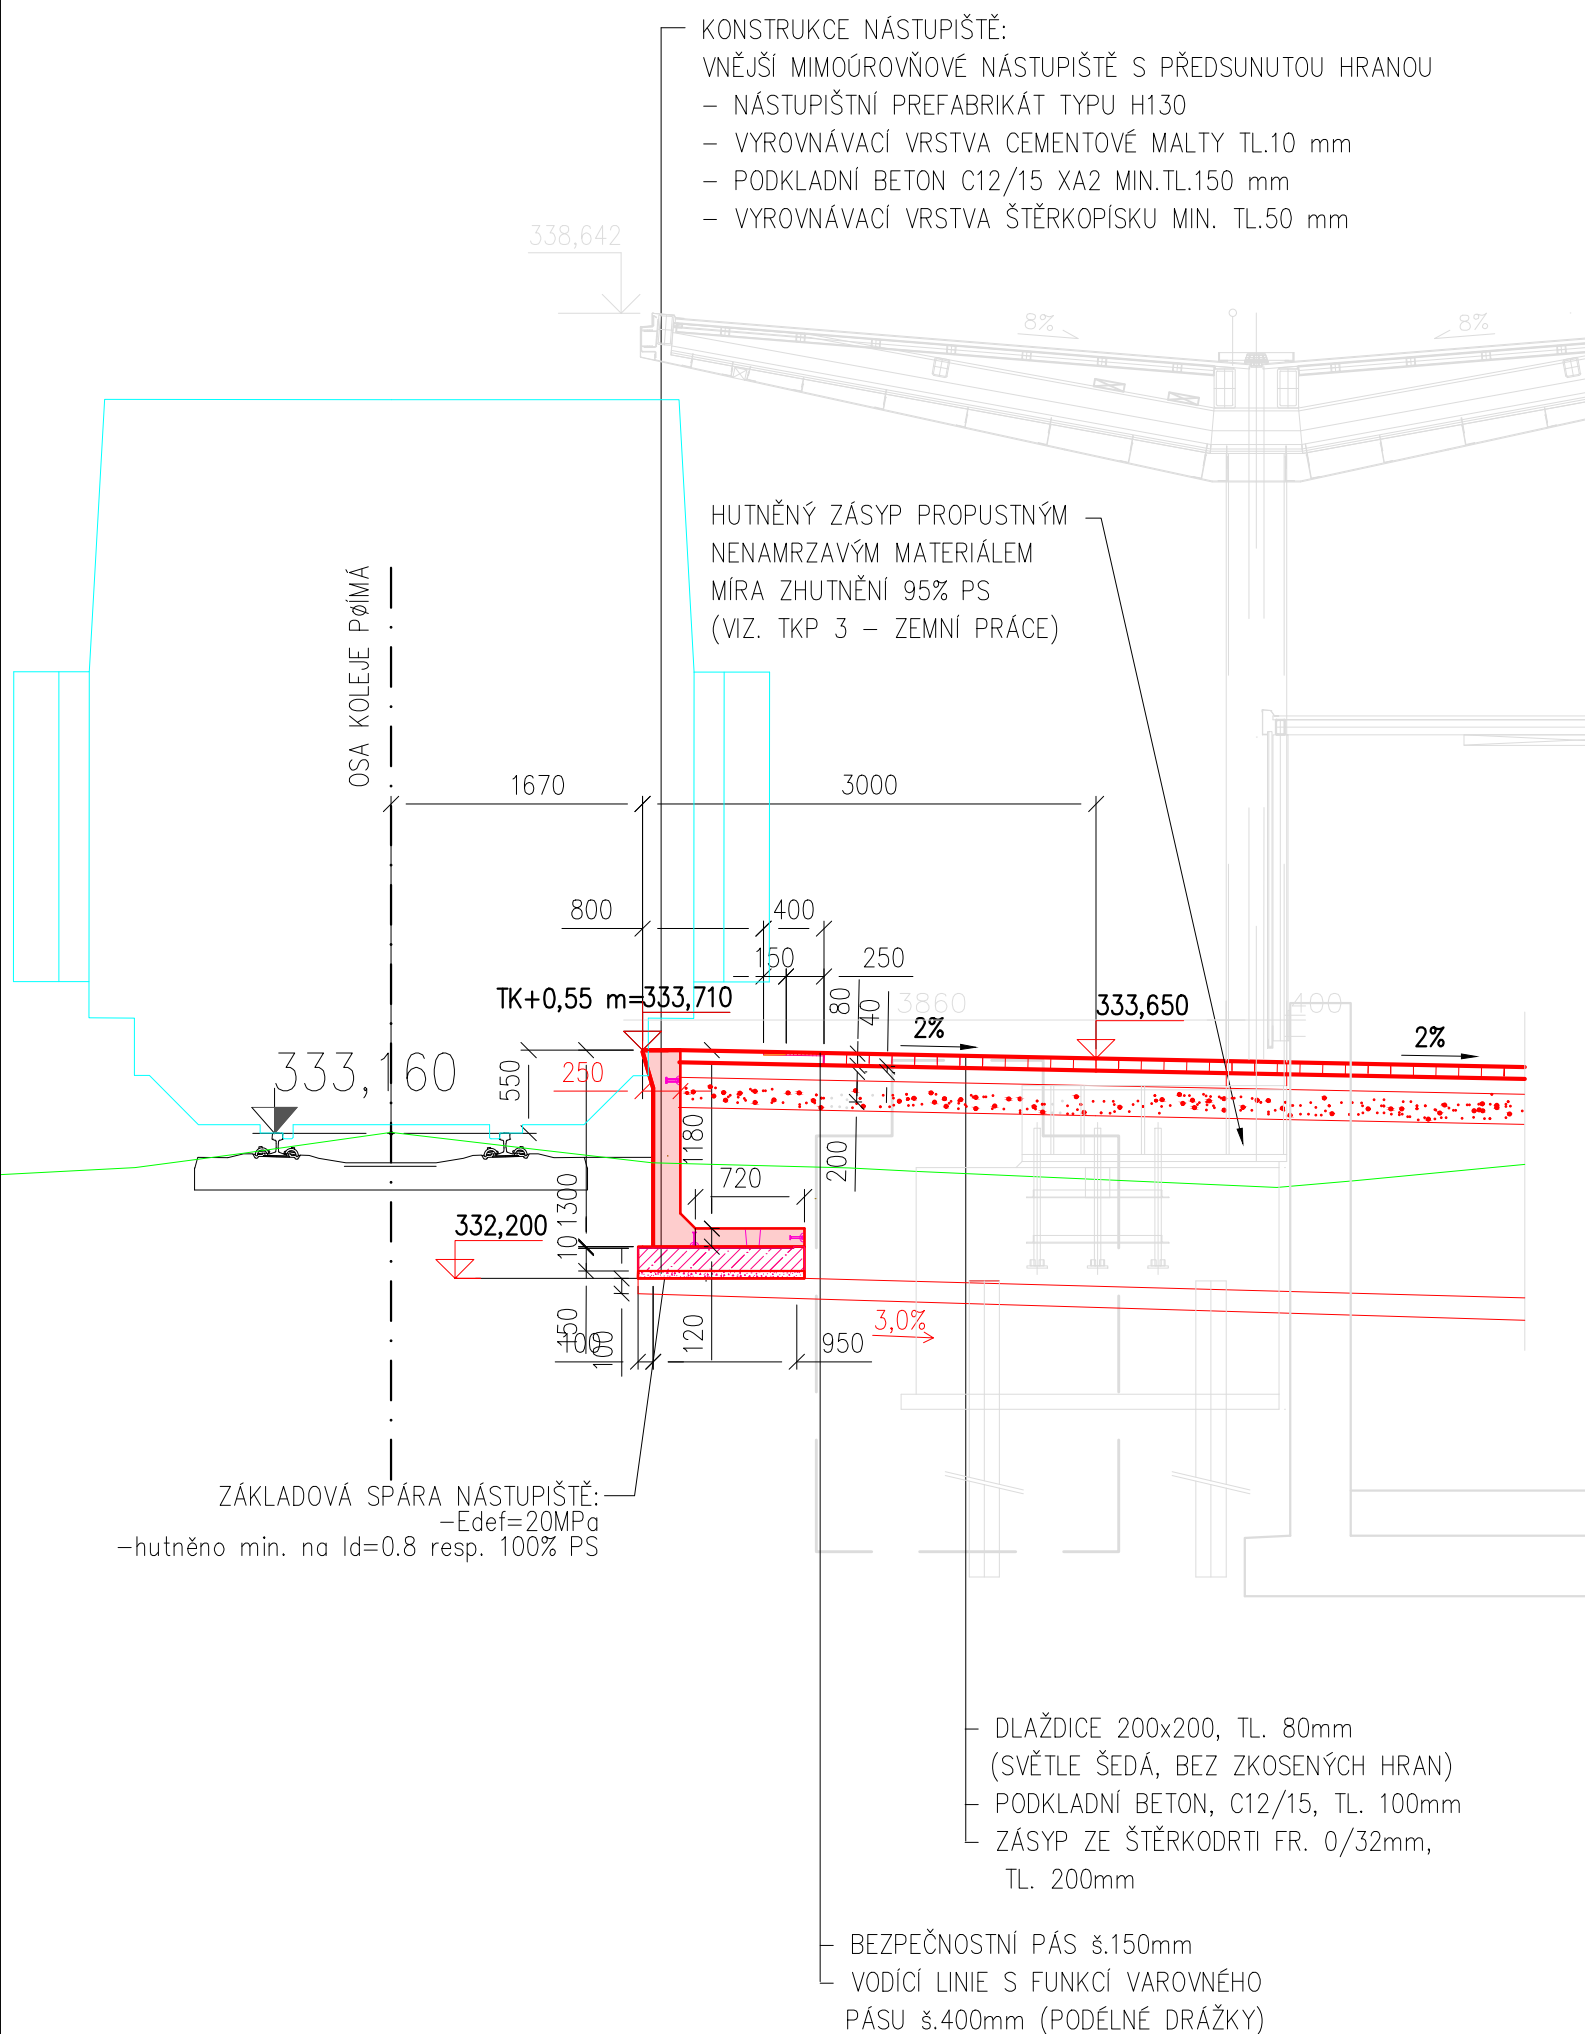 KONSTRUKCE NÁSTUPIŠTĚ:
VNĚJŠÍ MIMOÚROVŇOVÉ NÁSTUPIŠTĚ S PŘEDSUNUTOU HRANOU
– NÁSTUPIŠTNÍ PREFABRIKÁT TYPU H130
– VYROVNÁVACÍ VRSTVA CEMENTOVÉ MALTY TL.10 mm
– PODKLADNÍ BETON C12/15 XA2 MIN.TL.150 mm
– VYROVNÁVACÍ VRSTVA ŠTĚRKOPÍSKU MIN. TL.50 mm
338,642
8%
8%
HUTNĚNÝ ZÁSYP PROPUSTNÝM
NENAMRZAVÝM MATERIÁLEM
MÍRA ZHUTNĚNÍ 95% PS
(VIZ. TKP 3 – ZEMNÍ PRÁCE)
OSA KOLEJE PØÍMÁ
1670
3000
800
400
150
250
TK+0,55 m=333,710
80
40
3860
333,650
400
2%
2%
333,160
550
250
1180
200
720
1300
10
332,200
150
100
100
120
950
3,0%
ZÁKLADOVÁ SPÁRA NÁSTUPIŠTĚ:
–Edef=20MPa
–hutněno min. na Id=0.8 resp. 100% PS
– DLAŽDICE 200x200, TL. 80mm
(SVĚTLE ŠEDÁ, BEZ ZKOSENÝCH HRAN)
– PODKLADNÍ BETON, C12/15, TL. 100mm
– ZÁSYP ZE ŠTĚRKODRTI FR. 0/32mm,
TL. 200mm
– BEZPEČNOSTNÍ PÁS š.150mm
– VODÍCÍ LINIE S FUNKCÍ VAROVNÉHO
PÁSU š.400mm (PODÉLNÉ DRÁŽKY)